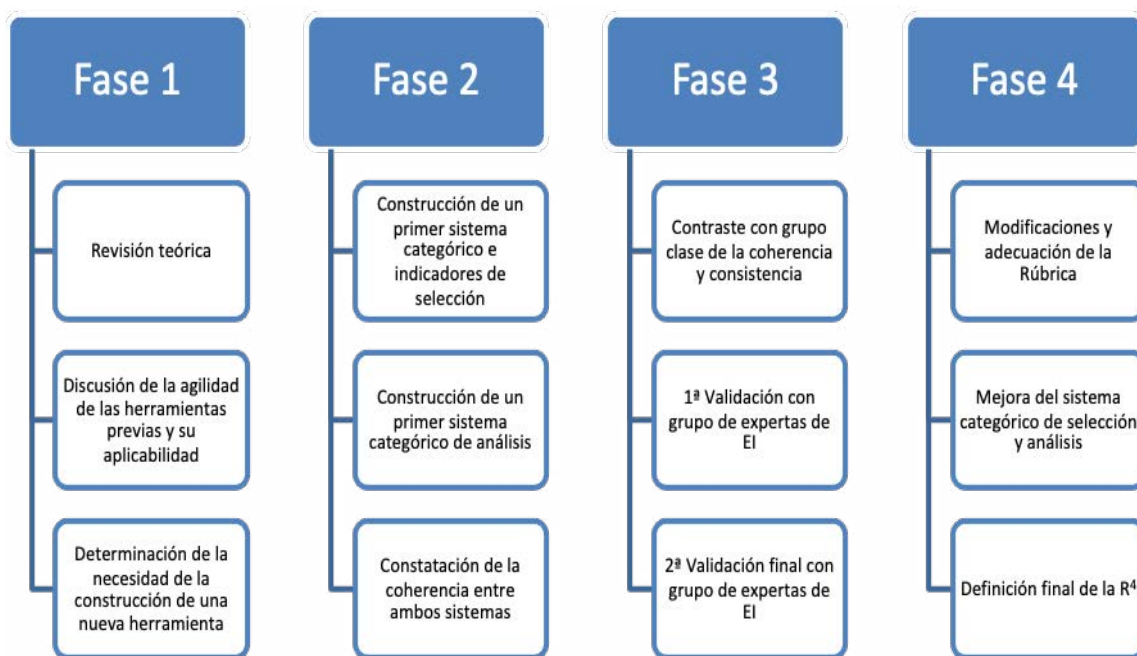 Fase 1
Revisión teórica
Discusión de la agilidad
de las herramientas
previas y su
aplicabilidad
Determinación de la
necesidad de la
construcción de una
nueva herramienta
Fase 2
Construcción de un
primer sistema
categórico e
indicadores de
selección
Construcción de un
primer sistema
categórico de análisis
Constatación de la
coherencia entre
ambos sistemas
Fase 3
Contraste con grupo
clase de la coherencia
y consistencia
1ª Validación con
grupo de expertas de
EI
2ª Validación final con
grupo de expertas de
EI
Fase 4
Modificaciones y
adecuación de la
Rúbrica
Mejora del sistema
categórico de selección
y análisis
Definición final de la R⁴